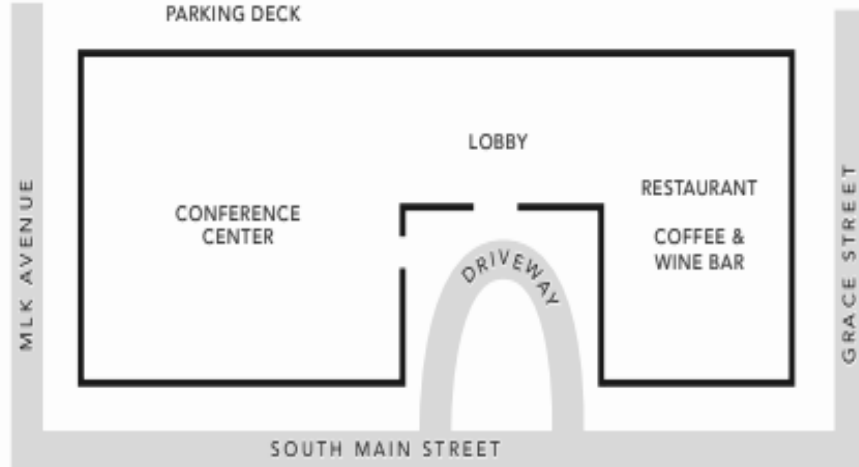 PARKING DECK
LOBBY
RESTAURANT
CONFERENCE
CENTER
COFFEE &
WINE BAR
DRIVEWAY
MLK AVENUE
GRACE STREET
SOUTH MAIN STREET